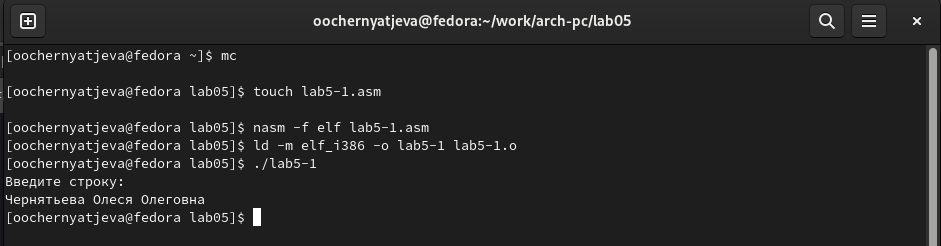 oochernyatjeva@fedora:~/work/arch-pc/lab05
[oochernyatjeva@fedora ~]$ mc
[oochernyatjeva@fedora lab05]$ touch lab5-1.asm
[oochernyatjeva@fedora lab05]$ nasm -f elf lab5-1.asm
[oochernyatjeva@fedora lab05]$ ld -m elf_i386 -o lab5-1 lab5-1.o
[oochernyatjeva@fedora lab05]$ ./lab5-1
Введите строку:
Чернятьева Олеся Олеговна
[oochernyatjeva@fedora lab05]$